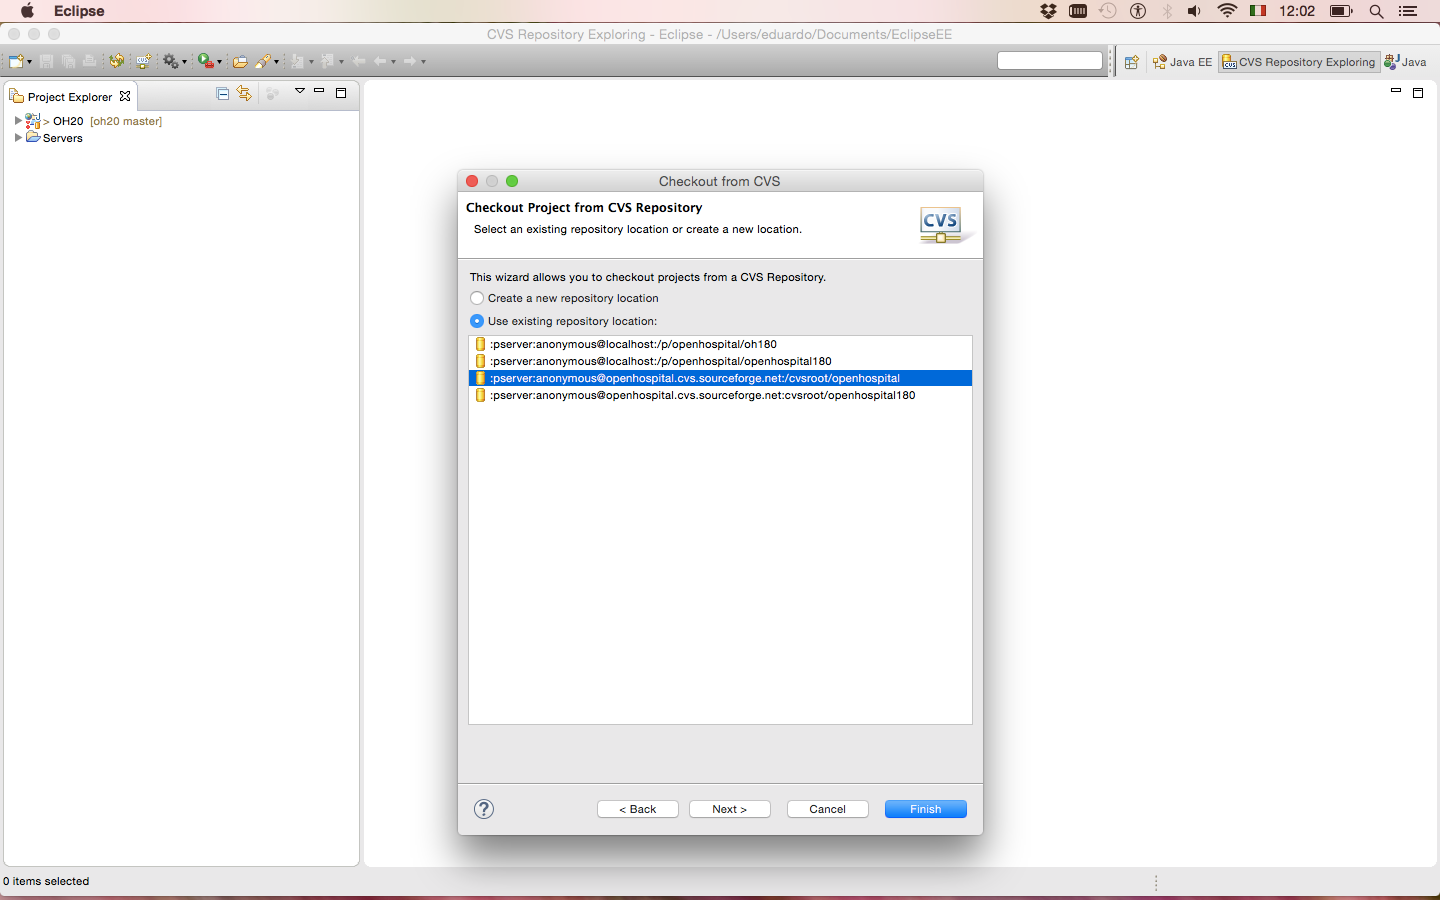 Eclipse
12:02
CVS Repository Exploring - Eclipse - /Users/eduardo/Documents/EclipseEE
Java EE
CVS Repository Exploring
Java
Project Explorer
> OH20 [oh20 master]
Servers
Checkout from CVS
Checkout Project from CVS Repository
Select an existing repository location or create a new location.
CVS
This wizard allows you to checkout projects from a CVS Repository.
Create a new repository location
Use existing repository location:
:pserver:anonymous@localhost:/p/openhospital/oh180
:pserver:anonymous@localhost:/p/openhospital/openhospital180
:pserver:anonymous@openhospital.cvs.sourceforge.net:/cvsroot/openhospital
:pserver:anonymous@openhospital.cvs.sourceforge.net:cvsroot/openhospital180
?
< Back
Next >
Cancel
Finish
0 items selected